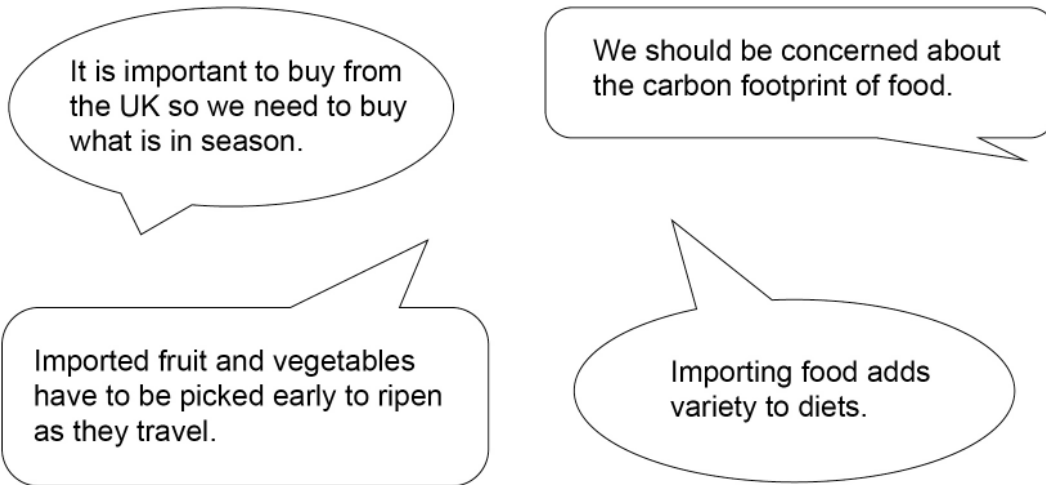 It is important to buy from
the UK so we need to buy
what is in season.
We should be concerned about
the carbon footprint of food.
Imported fruit and vegetables
have to be picked early to ripen
as they travel.
Importing food adds
variety to diets.